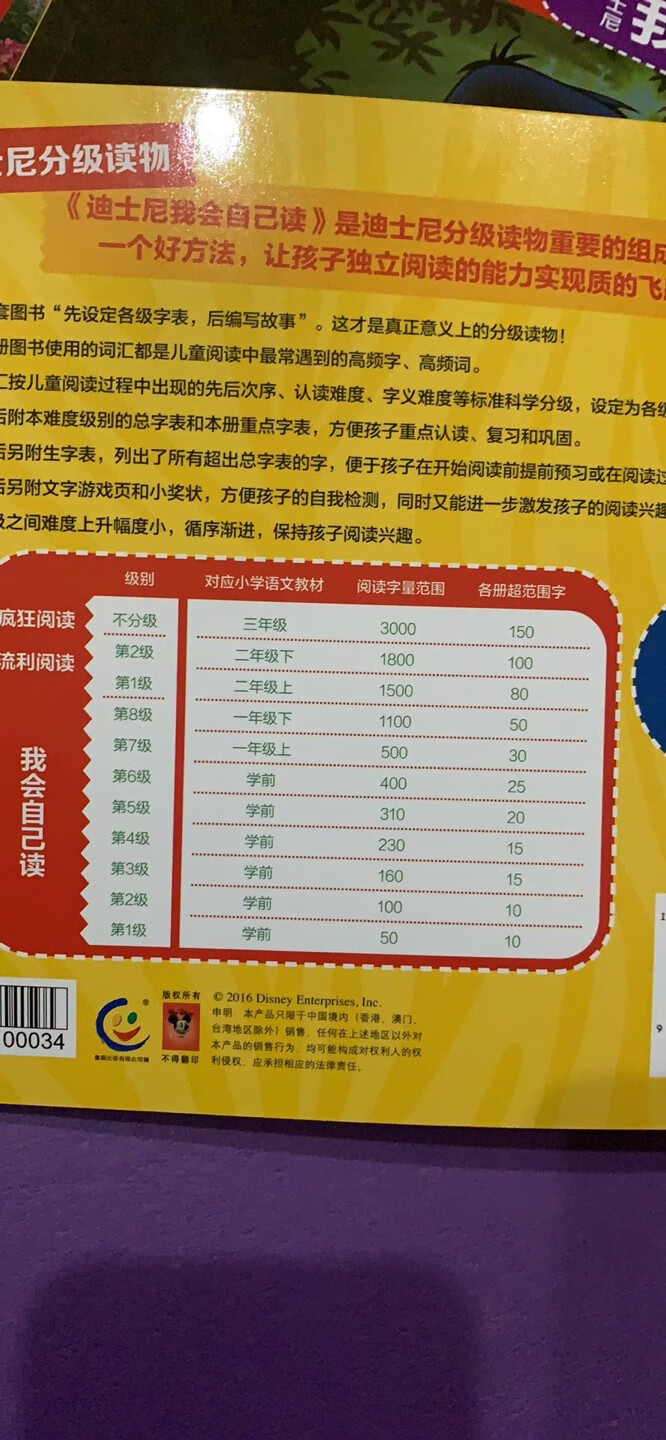 士尼
士尼分级读物
《迪士尼我会自己读》是迪士尼分级读物重要的组成
一个好方法，让孩子独立阅读的能力实现质的飞
套图书“先设定各级字表，后编写故事”。这才是真正意义上的分级读物！
册图书使用的词汇都是儿童阅读中最常遇到的高频字、高频词。
汇按儿童阅读过程中出现的先后次序、认读难度、字义难度等标准科学分级，设定为各级
后附本难度级别的总字表和本册重点字表，方便孩子重点认读、复习和巩固。
后另附生字表，列出了所有超出总字表的字，便于孩子在开始阅读前提前预习或在阅读过
后另附文字游戏页和小奖状，方便孩子的自我检测，同时又能进一步激发孩子的阅读兴趣
级之间难度上升幅度小，循序渐进，保持孩子阅读兴趣。
级别 对应小学语文教材 阅读字量范围 各册超范围字
疯狂阅读 不分级 三年级 3000 150
流利阅读 第2级 二年级下 1800 100
第1级 二年级上 1500 80
我会自己读 第8级 一年级下 1100 50
第7级 一年级上 500 30
第6级 学前 400 25
第5级 学前 310 20
第4级 学前 230 15
第3级 学前 160 15
第2级 学前 100 10
第1级 学前 50 10
00034
童趣出版有限公司编
版权所有
不得翻印
© 2016 Disney Enterprises, Inc.
申明：本产品只限于中国境内（香港、澳门、
台湾地区除外）销售，任何在上述地区以外对
本产品的销售行为，均可能构成对权利人的权
利侵权，应承担相应的法律责任。
I
9